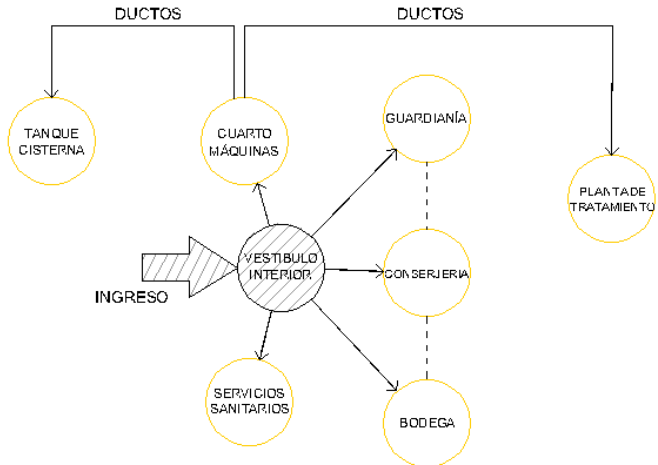 DUCTOS
DUCTOS
TANQUE
CISTERNA
CUARTO
MÁQUINAS
GUARDIANÍA
PLANTA DE
TRATAMIENTO
VESTIBULO
INTERIOR
CONSERJERIA
INGRESO
SERVICIOS
SANITARIOS
BODEGA